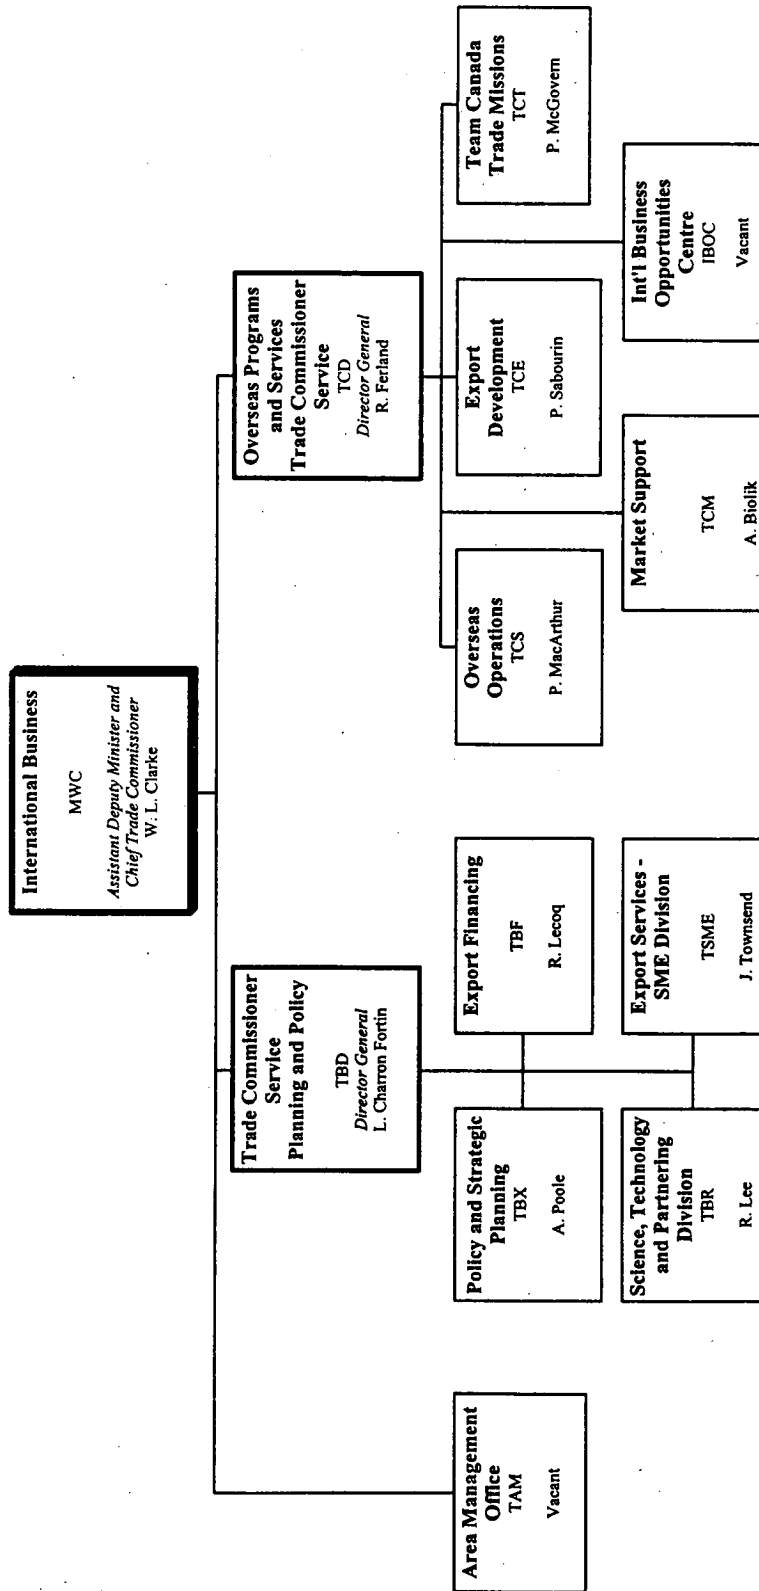 International Business
MWC
Assistant Deputy Minister and
Chief Trade Commissioner
W. L. Clarke
Trade Commissioner
Service
Planning and Policy
TBD
Director General
L. Charron Fortin
Overseas Programs
and Services
Trade Commissioner
Service
TCD
Director General
R. Ferland
Area Management
Office
TAM
Vacant
Policy and Strategic
Planning
TBX
A. Poole
Export Financing
TBF
R. Lecoq
Overseas
Operations
TCS
P. MacArthur
Export
Development
TCE
P. Sabourin
Team Canada
Trade Missions
TCT
P. McGovern
Science, Technology
and Partnering
Division
TBR
R. Lee
Export Services -
SME Division
TSME
J. Townsend
Market Support
TCM
A. Biolik
Int'l Business
Opportunities
Centre
IBOC
Vacant